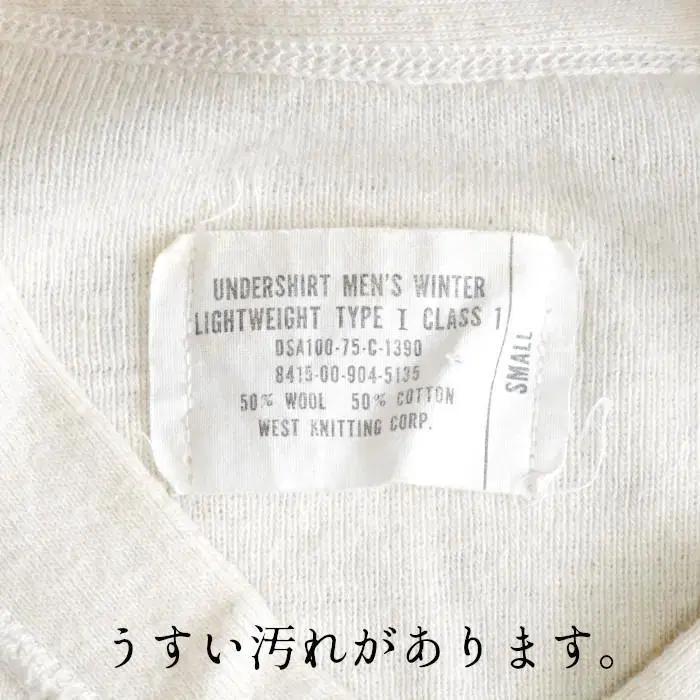 UNDERSHIRT MEN'S WINTER
LIGHTWEIGHT TYPE I CLASS 1
DSA100-75-C-1390
8415-00-904-5135
50% WOOL 50% COTTON
WEST KNITTING CORP.
SMALL
うすい汚れがあります。